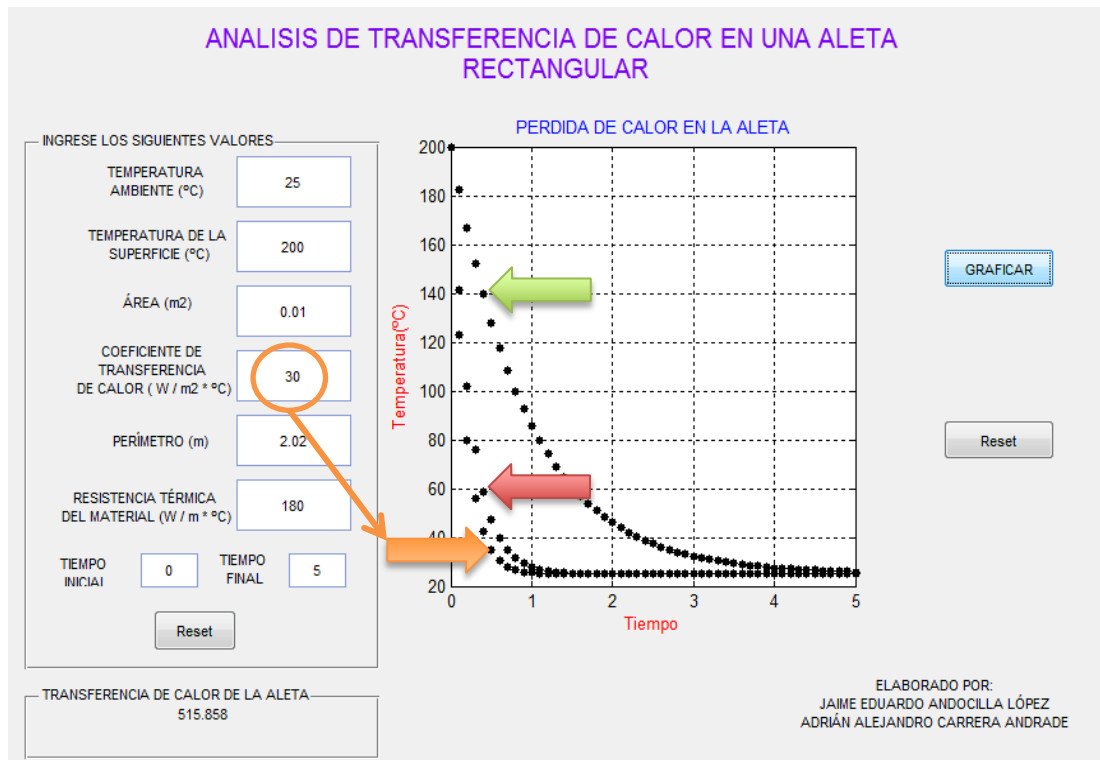 ANALISIS DE TRANSFERENCIA DE CALOR EN UNA ALETA
RECTANGULAR
INGRESE LOS SIGUIENTES VALORES
TEMPERATURA
AMBIENTE (ºC)
25
TEMPERATURA DE LA
SUPERFICIE (ºC)
200
ÁREA (m2)
0.01
COEFICIENTE DE
TRANSFERENCIA
DE CALOR ( W / m2 * ºC)
30
PERÍMETRO (m)
2.02
RESISTENCIA TÉRMICA
DEL MATERIAL (W / m * ºC)
180
TIEMPO
INICIAL
0
TIEMPO
FINAL
5
Reset
TRANSFERENCIA DE CALOR DE LA ALETA
515.858
PERDIDA DE CALOR EN LA ALETA
Temperatura(ºC)
200
180
160
140
120
100
80
60
40
20
0 1 2 3 4 5
Tiempo
GRAFICAR
Reset
ELABORADO POR:
JAIME EDUARDO ANDOCILLA LÓPEZ
ADRIÁN ALEJANDRO CARRERA ANDRADE